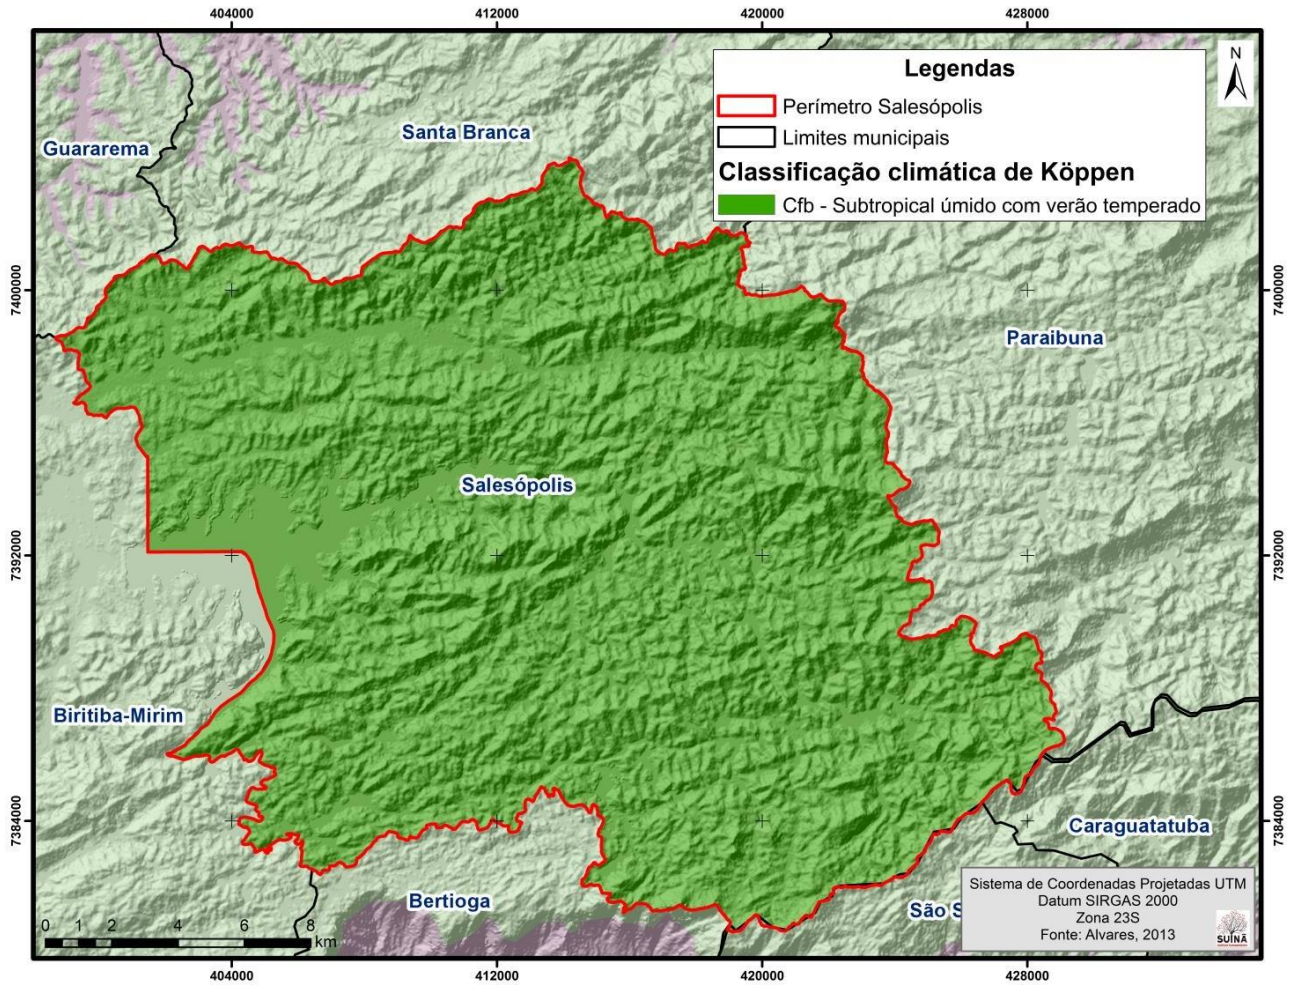 404000
412000
420000
428000
Legendas
Perímetro Salesópolis
Limites municipais
Classificação climática de Köppen
Cfb - Subtropical úmido com verão temperado
N
Guararema
Santa Branca
7400000
7400000
Paraibuna
Salesópolis
7392000
7392000
Biritiba-Mirim
7384000
7384000
Caraguatatuba
Bertioga
São S
Sistema de Coordenadas Projetadas UTM
Datum SIRGAS 2000
Zona 23S
Fonte: Alvares, 2013
SUINÃ
0 1 2 4 6 8
km
404000
412000
420000
428000